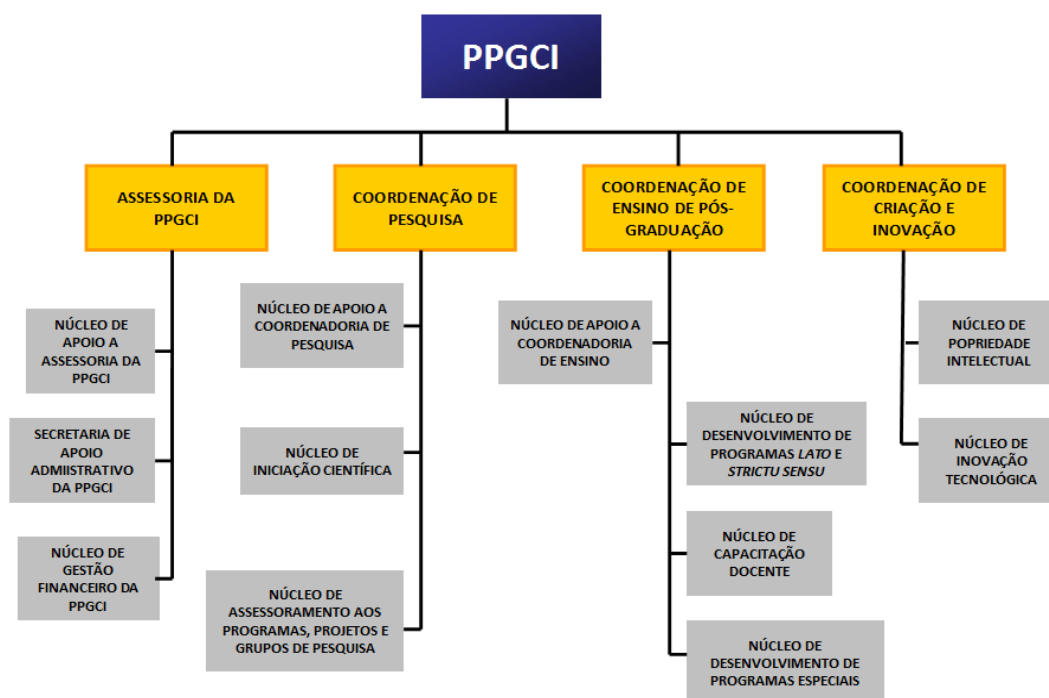 PPGCI
ASSESSORIA DA
PPGCI
COORDENAÇÃO DE
PESQUISA
COORDENAÇÃO DE
ENSINO DE PÓS-
GRADUAÇÃO
COORDENAÇÃO DE
CRIAÇÃO E
INOVAÇÃO
NÚCLEO DE
APOIO A
ASSESSORIA DA
PPGCI
SECRETARIA DE
APOIO
ADMIISTRATIVO
DA PPGCI
NÚCLEO DE
GESTÃO
FINANCEIRO DA
PPGCI
NÚCLEO DE APOIO A
COORDENADORIA DE
PESQUISA
NÚCLEO DE
INICIAÇÃO CIENTÍFICA
NÚCLEO DE
ASSESSORAMENTO AOS
PROGRAMAS, PROJETOS E
GRUPOS DE PESQUISA
NÚCLEO DE APOIO A
COORDENADORIA
DE ENSINO
NÚCLEO DE
DESENVOLVIMENTO DE
PROGRAMAS LATO E
STRICTU SENSU
NÚCLEO DE
CAPACITAÇÃO
DOCENTE
NÚCLEO DE
DESENVOLVIMENTO DE
PROGRAMAS ESPECIAIS
NÚCLEO DE
POPRIEDADE
INTELECTUAL
NÚCLEO DE
INOVAÇÃO
TECNOLÓGICA